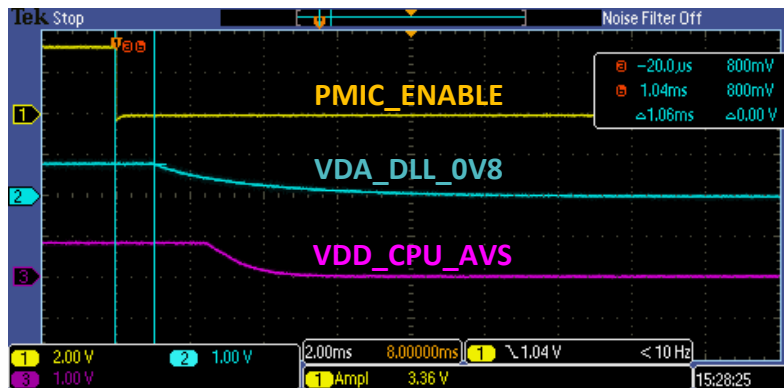 Tek Stop
Noise Filter Off
a −20.0µs 800mV
b 1.04ms 800mV
△1.06ms △0.00 V
PMIC_ENABLE
VDA_DLL_0V8
VDD_CPU_AVS
1
2
3
1 2.00 V 2 1.00 V
3 1.00 V
2.00ms 8.00000ms
1 \ 1.04 V < 10 Hz
1 Ampl 3.36 V
15:28:25